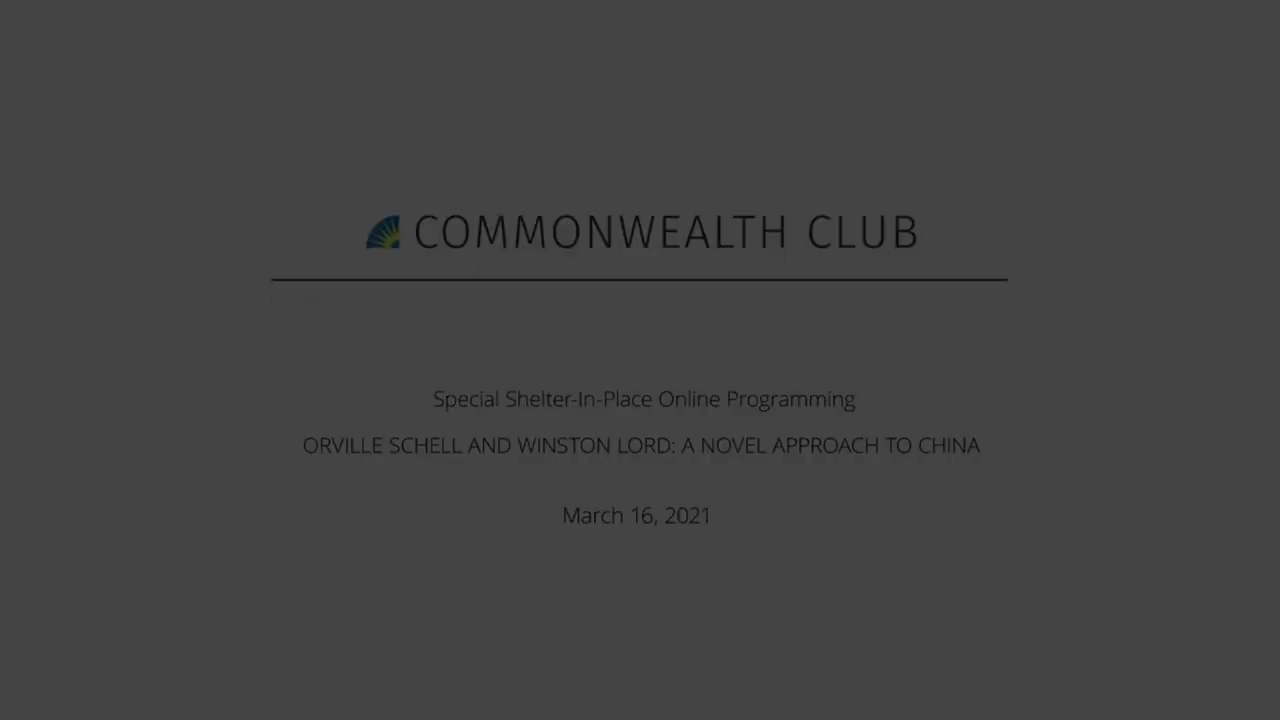 COMMONWEALTH CLUB
Special Shelter-In-Place Online Programming
ORVILLE SCHELL AND WINSTON LORD: A NOVEL APPROACH TO CHINA
March 16, 2021